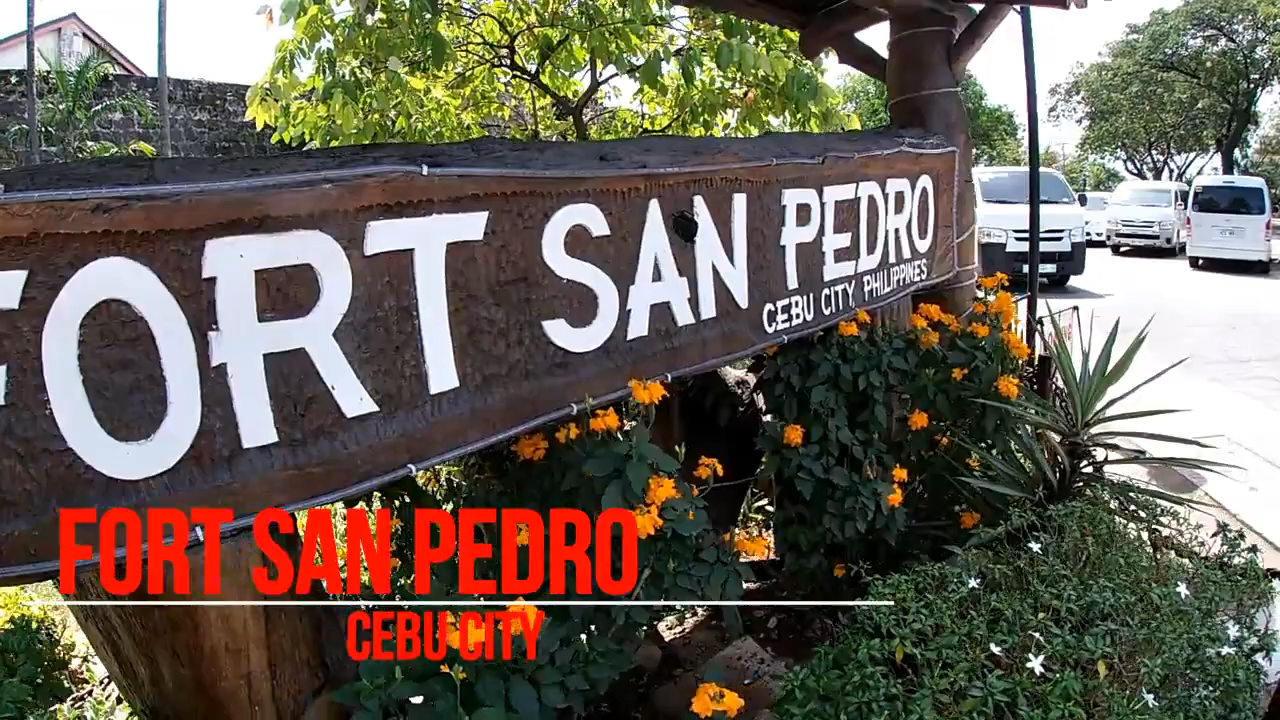 FORT SAN PEDRO
CEBU CITY, PHILIPPINES
FORT SAN PEDRO
CEBU CITY